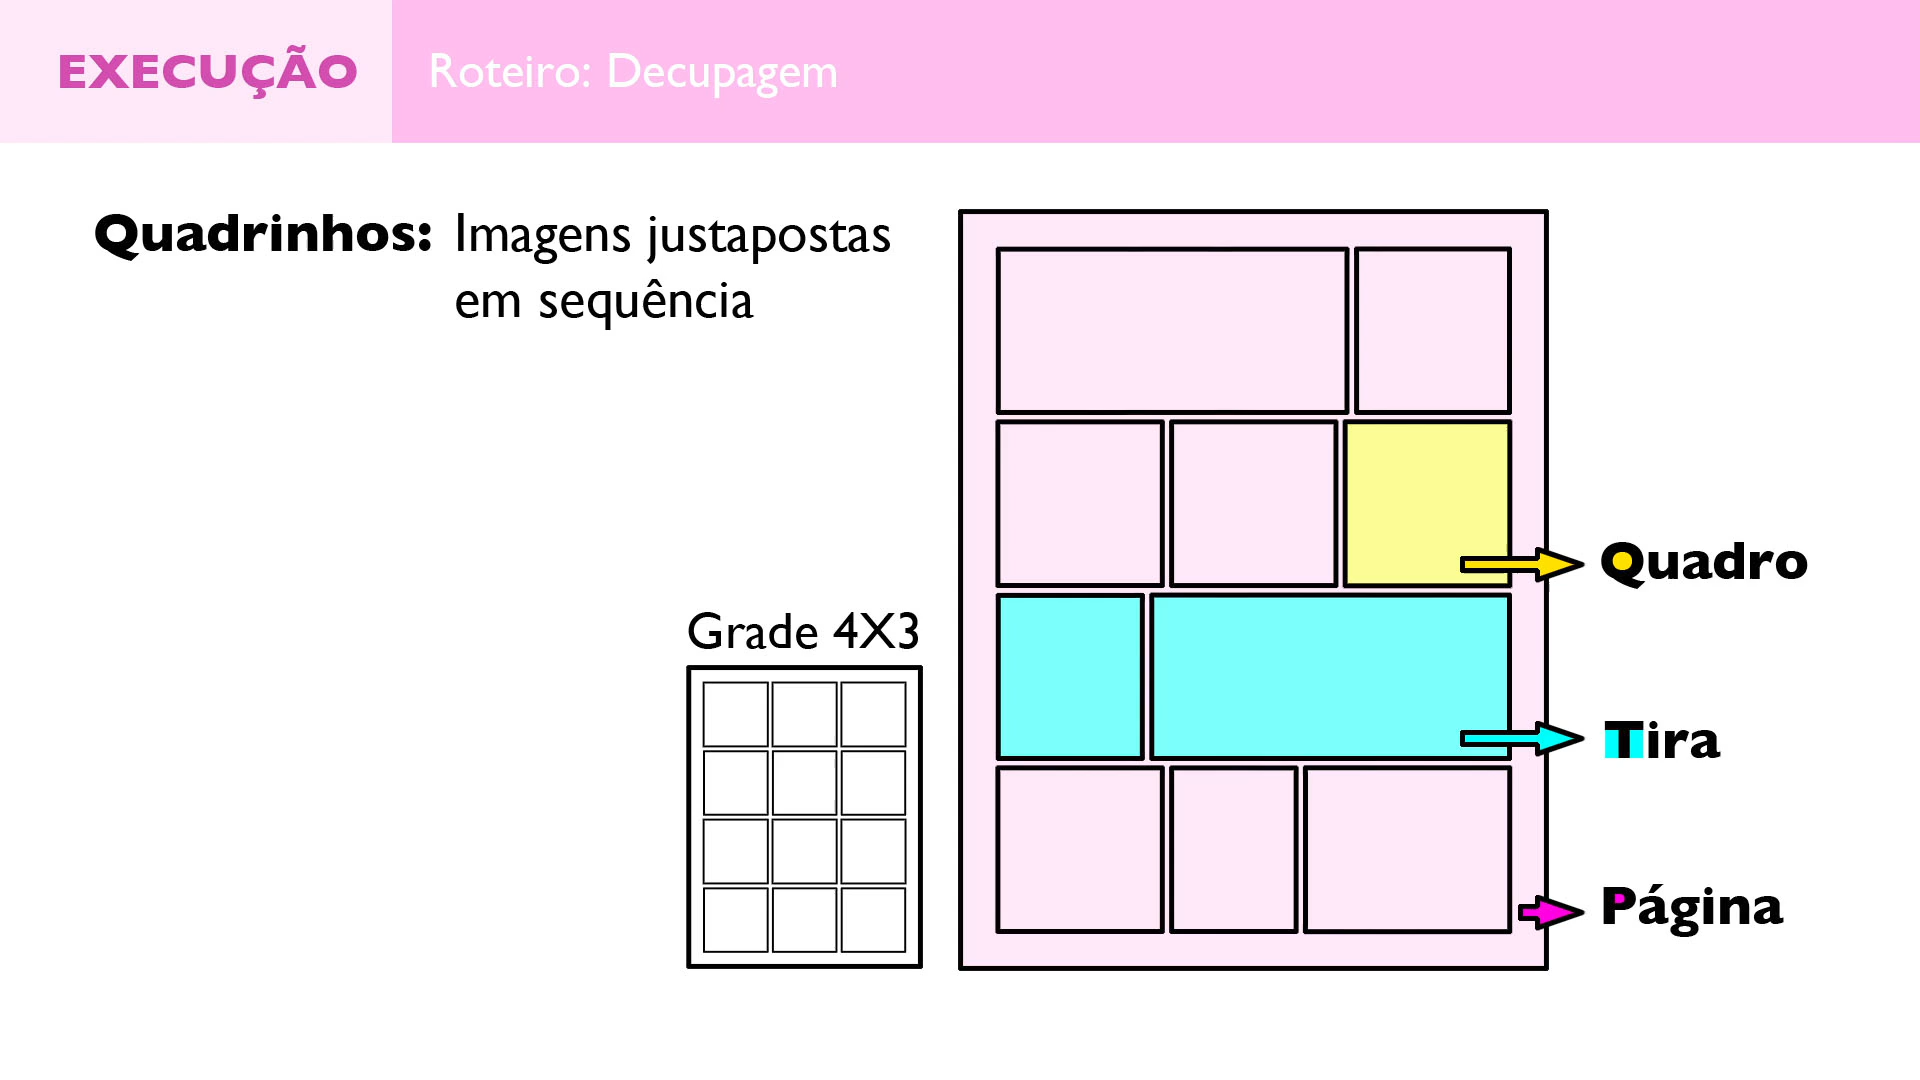 EXECUÇÃO
Roteiro: Decupagem
Quadrinhos: Imagens justapostas
em sequência
Quadro
Grade 4X3
Tira
Página